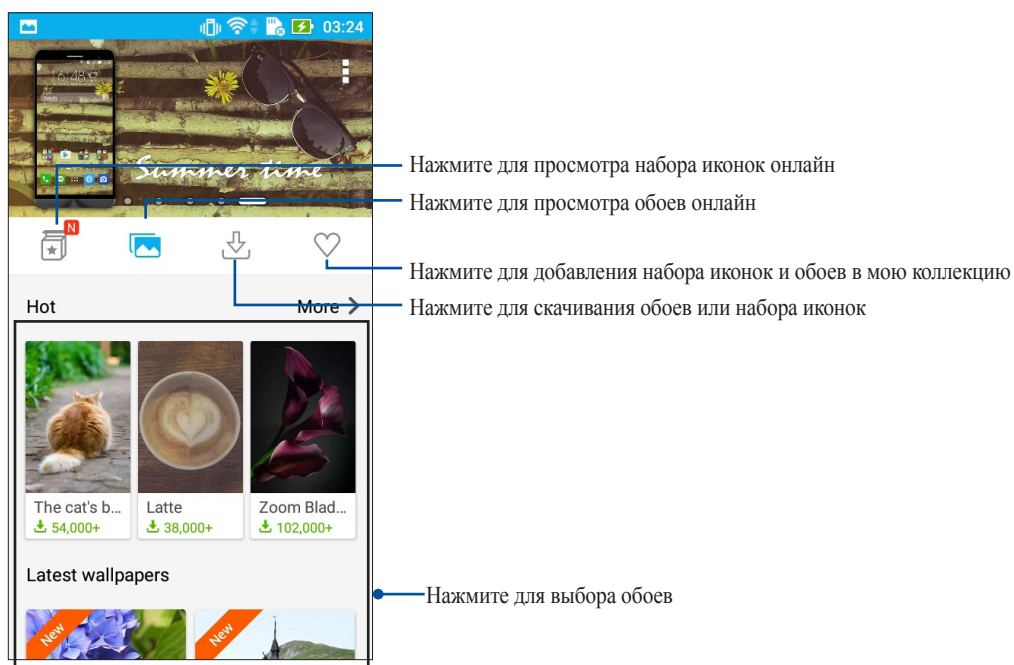 03:24
16:48
Summer time
N
Нажмите для просмотра набора иконок онлайн
Нажмите для просмотра обоев онлайн
Нажмите для добавления набора иконок и обоев в мою коллекцию
Нажмите для скачивания обоев или набора иконок
Hot
More
The cat's b...
Latte
Zoom Blad...
54,000+
38,000+
102,000+
Latest wallpapers
Нажмите для выбора обоев
New
New